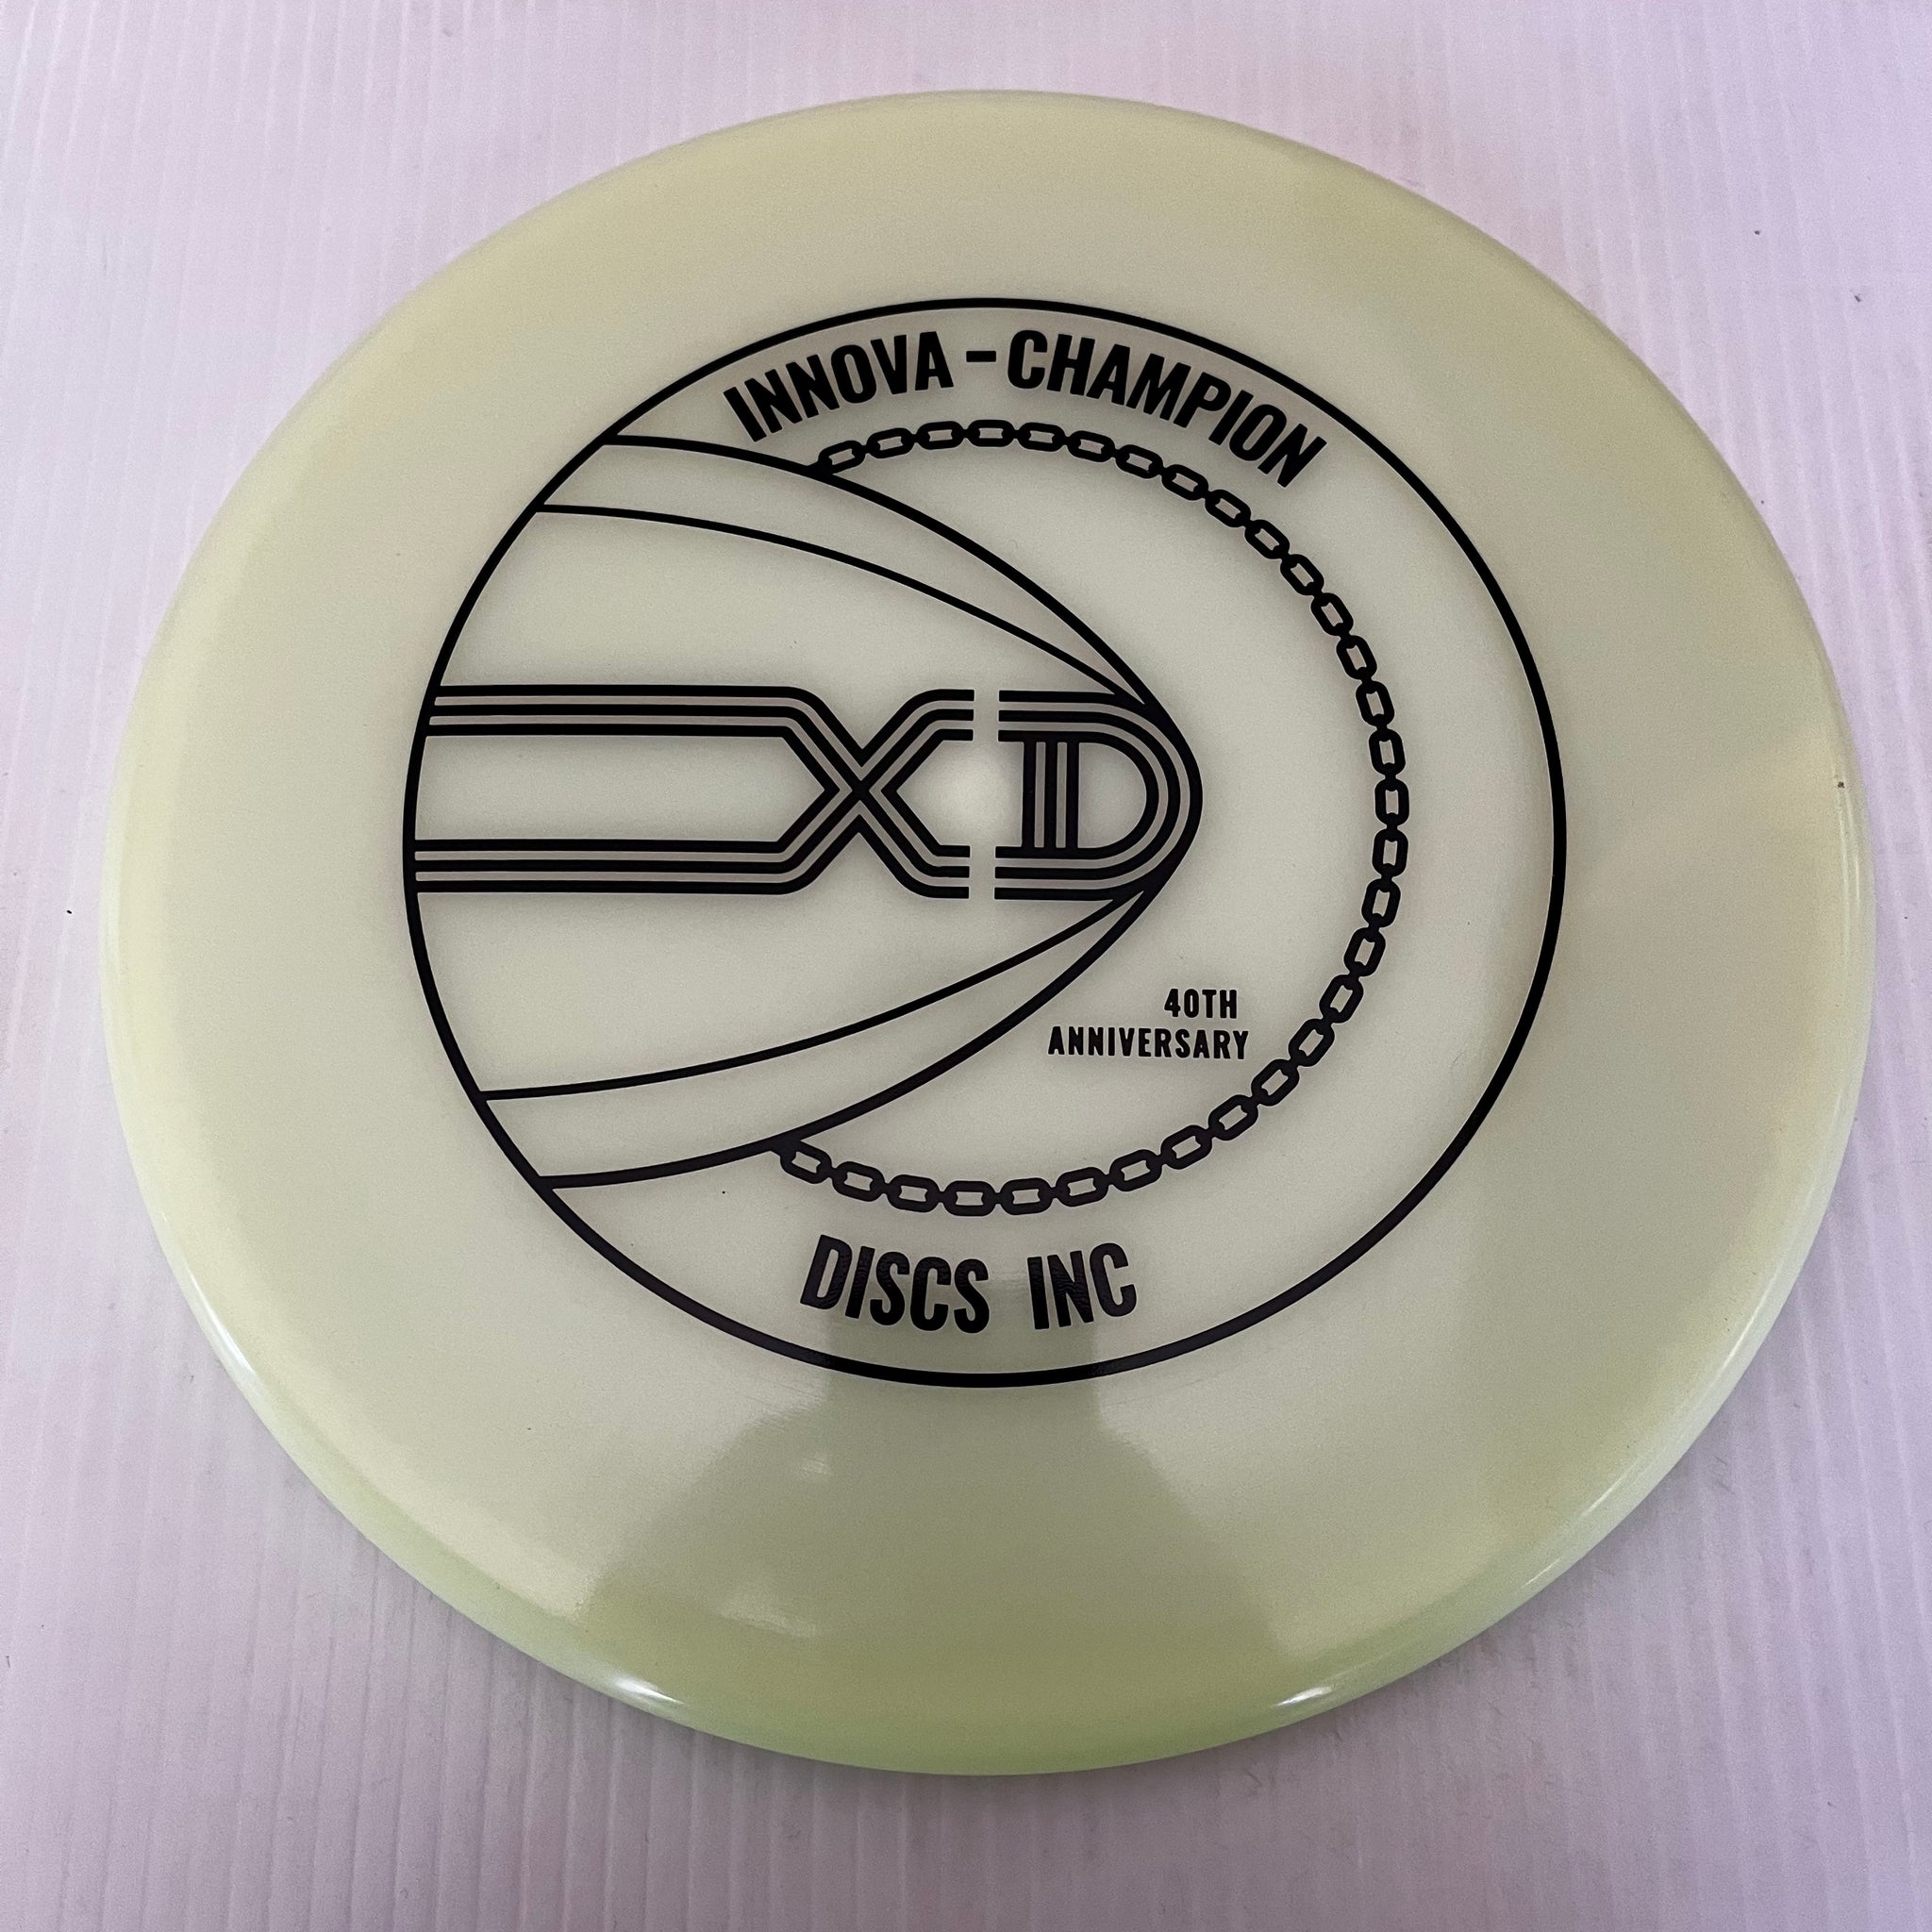 INNOVA-CHAMPION
XD
40TH
ANNIVERSARY
DISCS INC